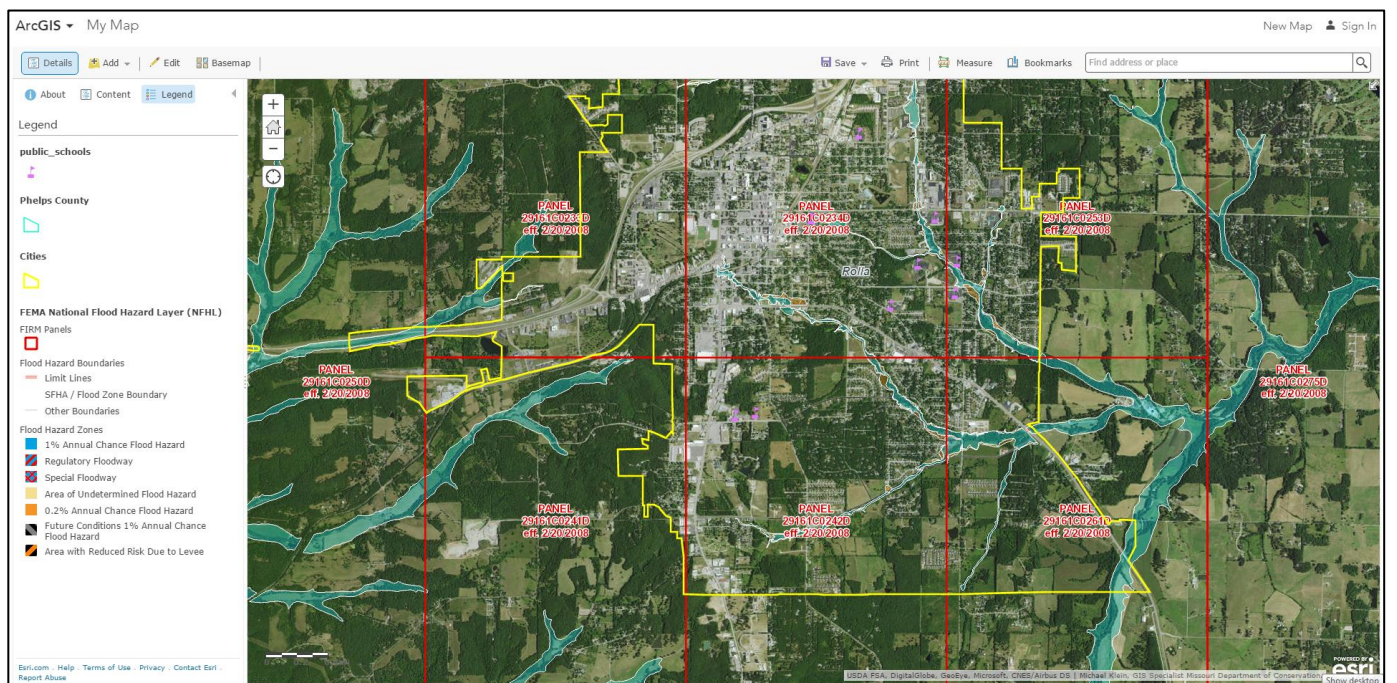 ArcGIS My Map
New Map Sign In
Details Add Edit Basemap
Save Print Measure Bookmarks Find address or place
About Content Legend
Legend
public_schools
Phelps County
Cities
FEMA National Flood Hazard Layer (NFHL)
FIRM Panels
Flood Hazard Boundaries
Limit Lines
SFHA / Flood Zone Boundary
Other Boundaries
Flood Hazard Zones
1% Annual Chance Flood Hazard
Regulatory Floodway
Special Floodway
Area of Undetermined Flood Hazard
0.2% Annual Chance Flood Hazard
Future Conditions 1% Annual Chance
Flood Hazard
Area with Reduced Risk Due to Levee
Esri.com . Help . Terms of Use . Privacy . Contact Esri .
Report Abuse
PANEL
29161C0233D
eff. 2/20/2008
PANEL
29161C0234D
eff. 2/20/2008
PANEL
29161C0253D
eff. 2/20/2008
Rolla
PANEL
29161C0250D
eff. 2/20/2008
PANEL
29161C0275D
eff. 2/20/2008
PANEL
29161C0241D
eff. 2/20/2008
PANEL
29161C0242D
eff. 2/20/2008
PANEL
29161C0261D
eff. 2/20/2008
POWERED BY
esri
USDA FSA, DigitalGlobe, GeoEye, Microsoft, CNES/Airbus DS | Michael Klein, GIS Specialist Missouri Department of Conservation,
Show desktop